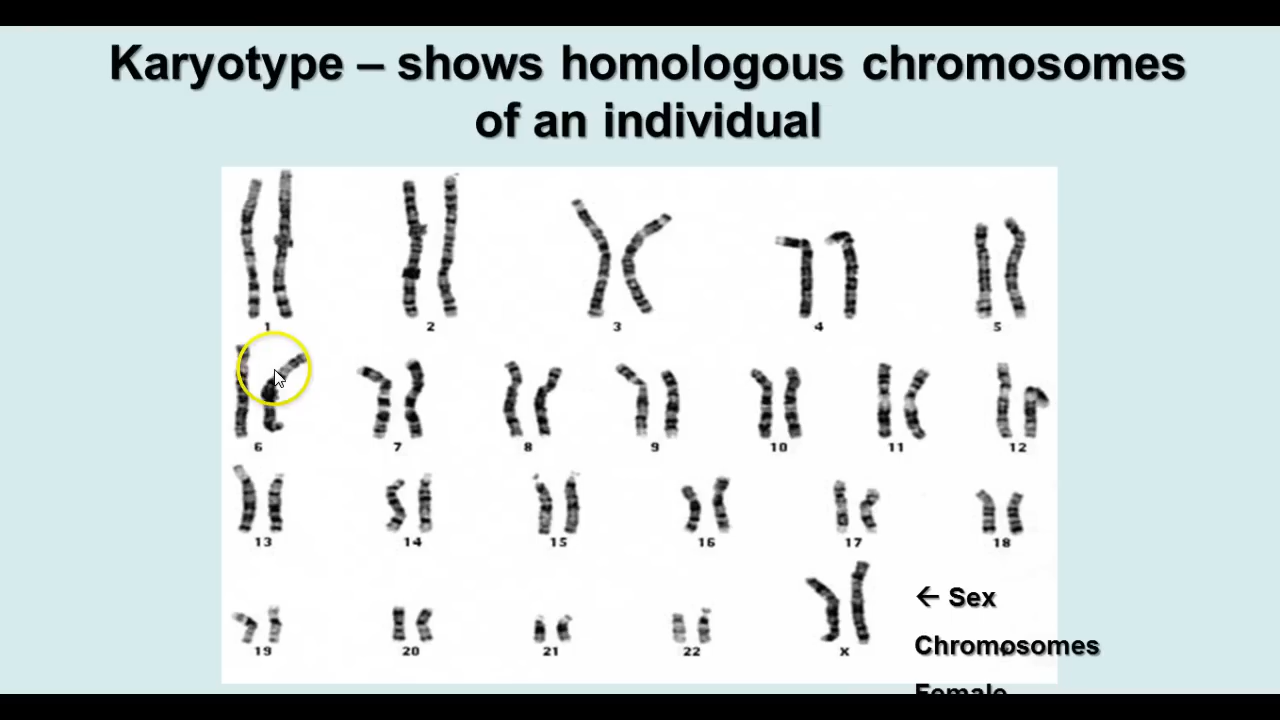 Karyotype – shows homologous chromosomes
of an individual
1 2 3 4 5
6 7 8 9 10 11 12
13 14 15 16 17 18
← Sex
19 20 21 22 X
Chromosomes
Female